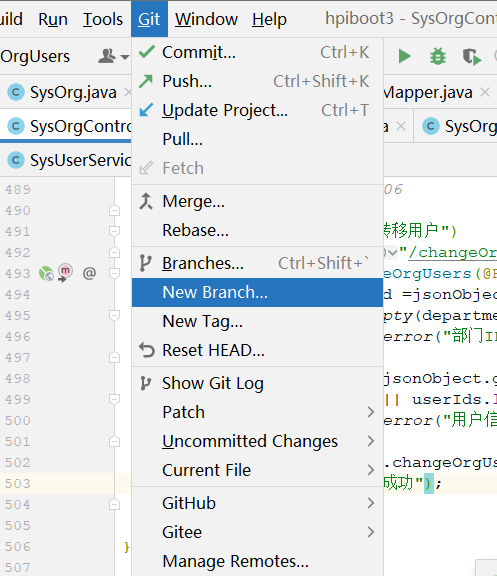 uild Run Tools Git Window Help hpiboot3 - SysOrgCon
OrgUsers
SysOrg.java Mapper.java
SysOrgContro a SysOrg
SysUserServic
Commit... Ctrl+K
Push... Ctrl+Shift+K
Update Project... Ctrl+T
Pull...
Fetch
Merge...
Rebase...
Branches... Ctrl+Shift+`
New Branch...
New Tag...
Reset HEAD...
Show Git Log
Patch
Uncommitted Changes
Current File
GitHub
Gitee
Manage Remotes...
489 06
490
491 转移用户")
492 ) "/changeOr
493 @ eOrgUsers(@R
494 d =jsonObjec
495 pty(departme
496 error("部门I
497
498 jsonObject.g
499 || userIds.l
500 error("用户信
501
502 .changeOrgUs
503 成功");
504
505
506 }
507